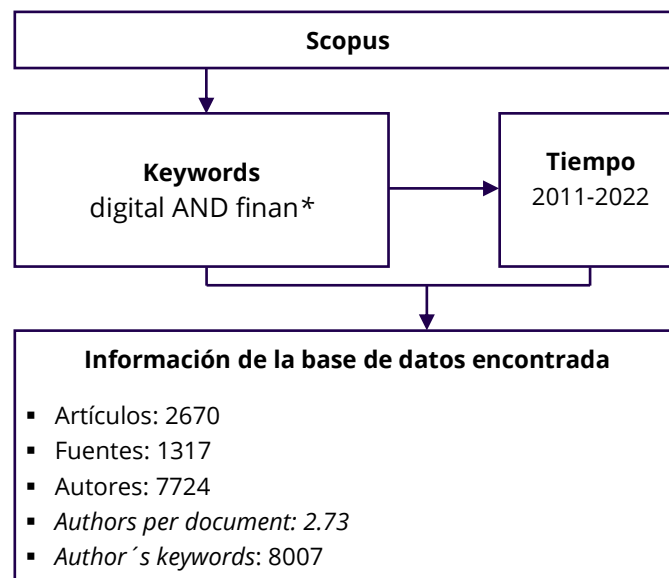 Scopus
Keywords
digital AND finan*
Tiempo
2011-2022
Información de la base de datos encontrada
▪ Artículos: 2670
▪ Fuentes: 1317
▪ Autores: 7724
▪ Authors per document: 2.73
▪ Author´s keywords: 8007